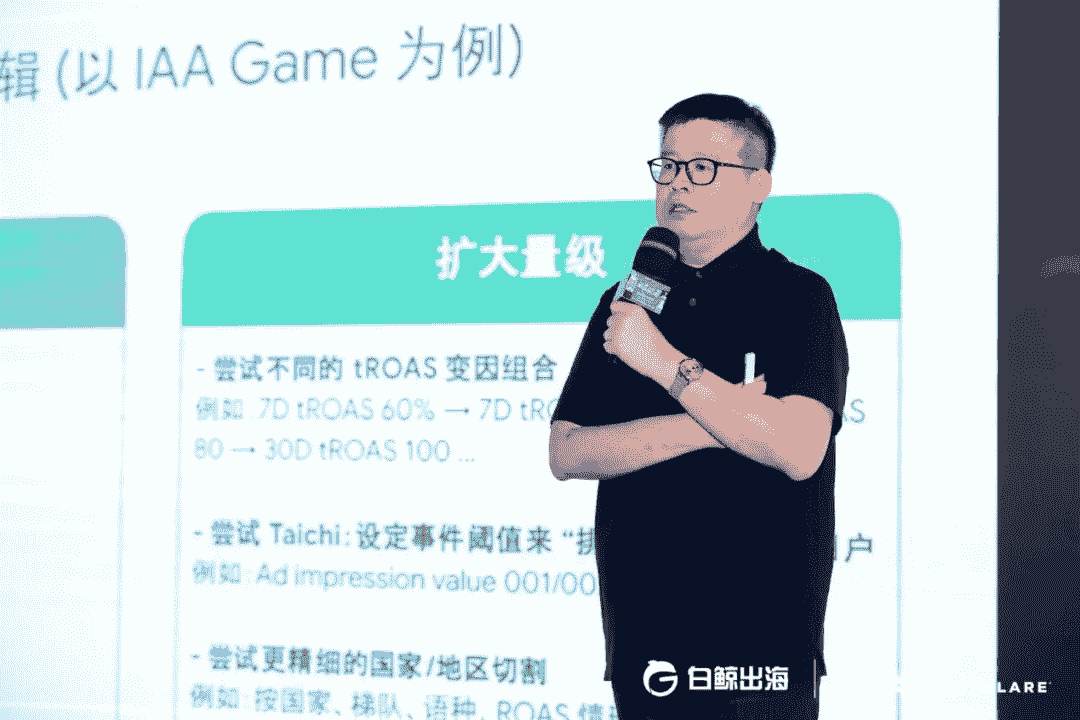 辑 (以 IAA Game 为例)
扩大量级
- 尝试不同的 tROAS 变因组合
例如: 7D tROAS 60% → 7D tRO AS
80 → 30D tROAS 100 ...
- 尝试 Taichi: 设定事件阈值来 “ 户
例如: Ad impression value 001/00
- 尝试更精细的国家/地区切割
例如: 按国家、梯队、语种、ROAS 情
白鲸出海
LARE